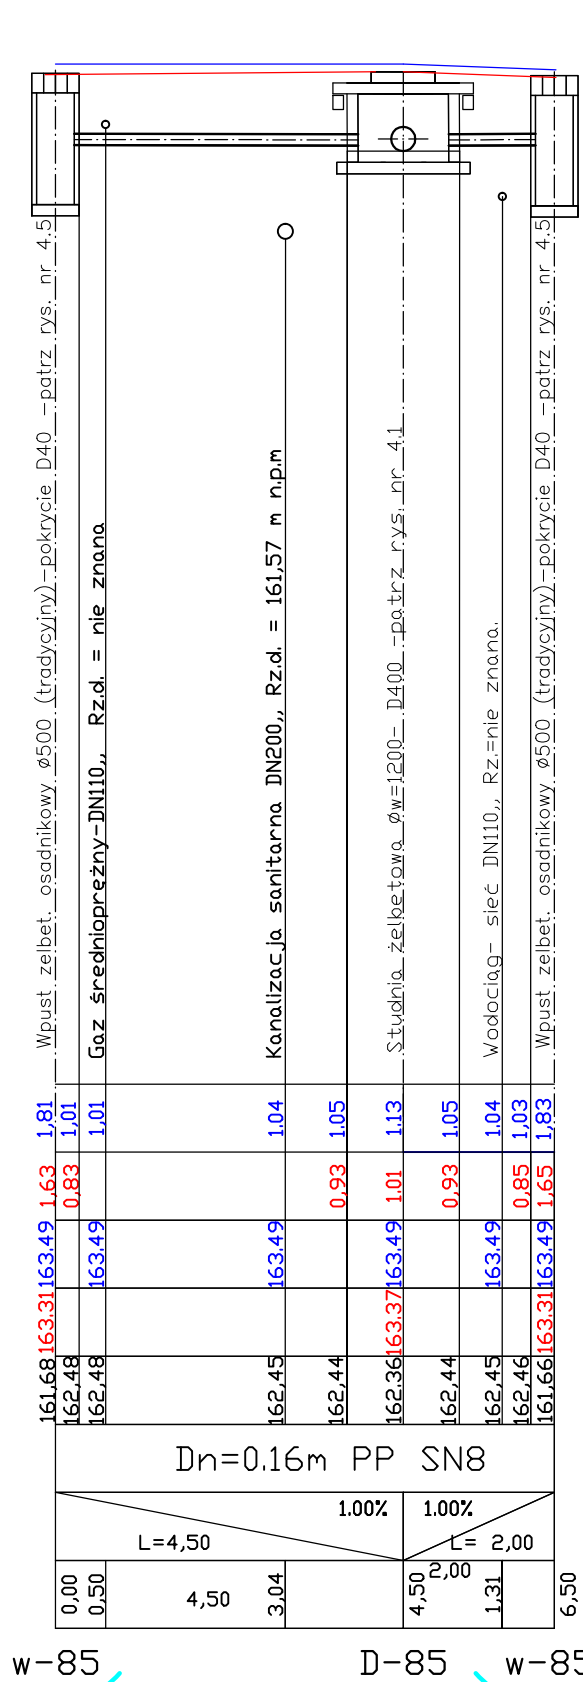 Wpust zelbet. osadnikowy ø500 (tradycyjny)-pokrycie D40 -patrz rys. nr 4.5
Gaz średnioprężny-DN110,, Rz.d. = nie znana
Kanalizacja sanitarna DN200,, Rz.d. = 161,57 m n.p.m
Studnia żelbetowa Øw=1200- D400 -patrz rys. nr 4.1
Wodociąg- sieć DN110,, Rz.=nie znana.
Wpust zelbet. osadnikowy ø500 (tradycyjny)-pokrycie D40 -patrz rys. nr 4.5
1,81 1,01 1,01 1.04 1.05 1.13 1.05 1.04 1,03 1,83
1,63 0,83 0,93 1.01 0,93 0,85 1,65
163.49 163.49 163.49 163.49 163.49 163.49
163.31 163.37 163.31
161,68 162,48 162,48 162,45 162,44 162.36 162,44 162,45 162,46 161,66
Dn=0.16m PP SN8
1.00% 1.00%
L=4,50 L= 2,00
0,00 0,50 4,50 3,04 4,50 2,00 1,31 6,50
w-85 D-85 w-85